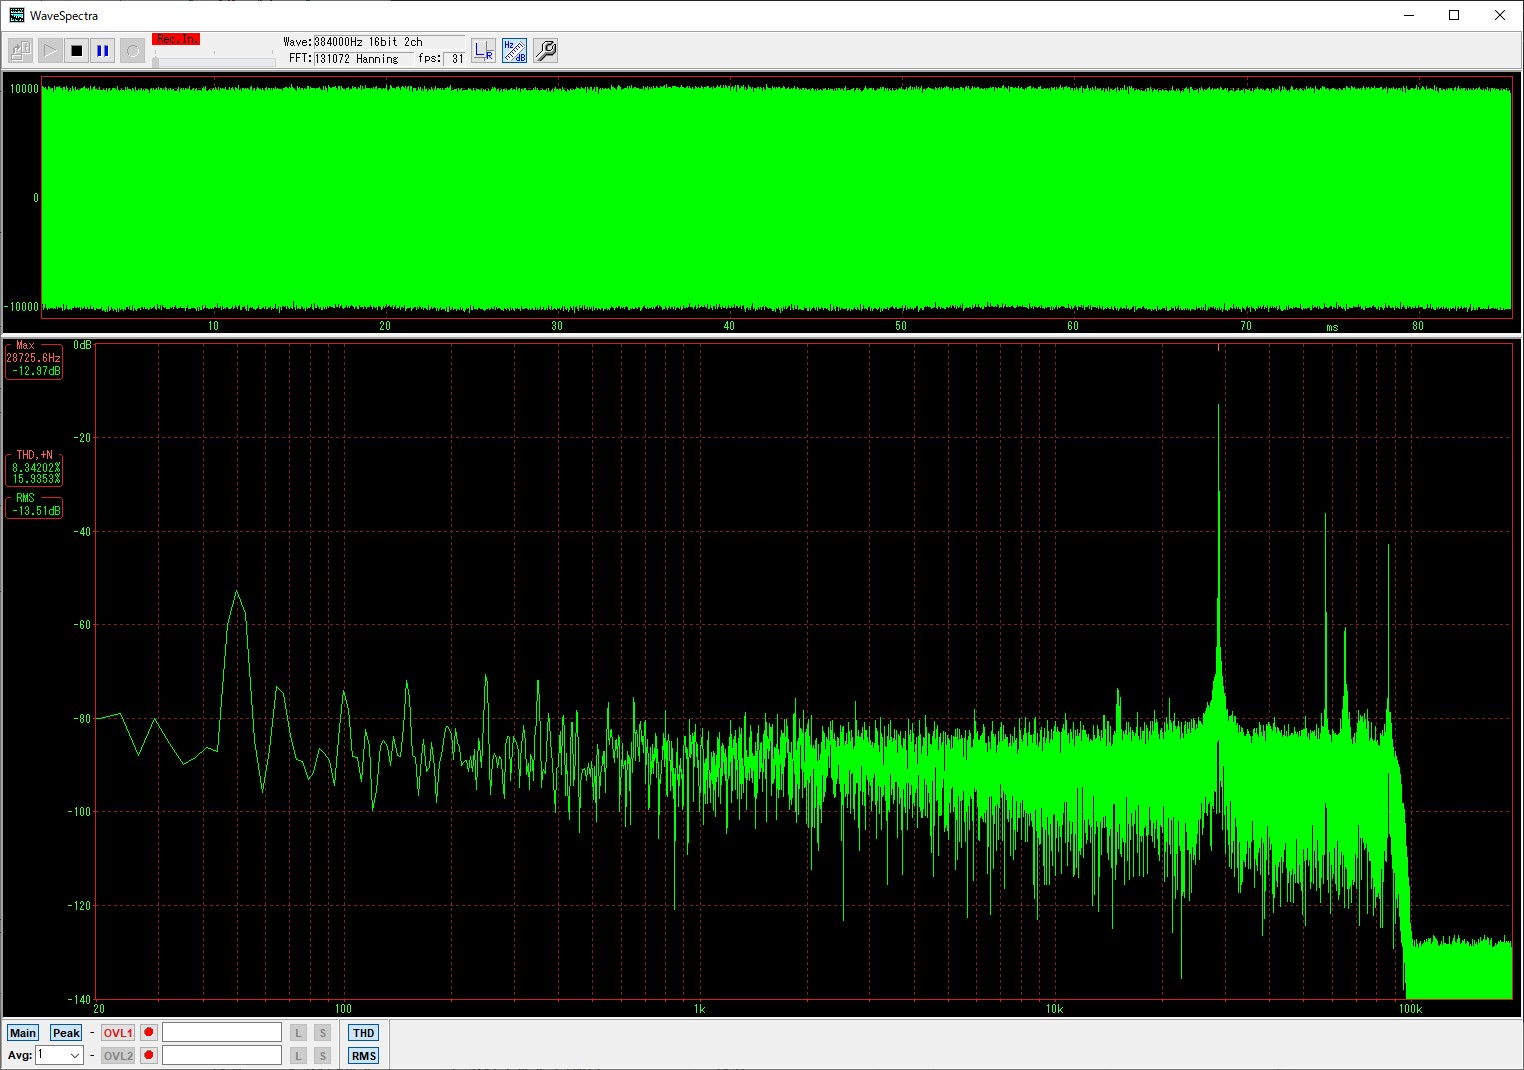 WaveSpectra
Rec.In.
Wave:384000Hz 16bit 2ch
FFT:131072 Hanning fps: 31
L R
Hz dB
10000
0
-10000
10 20 30 40 50 60 70 ms 80
Max
28725.6Hz
-12.97dB
THD,+N
8.34202%
15.9353%
RMS
-13.51dB
0dB
-20
-40
-60
-80
-100
-120
-140
20 100 1k 10k 100k
Main Peak - OVL1 L S THD
Avg: 1 - OVL2 L S RMS